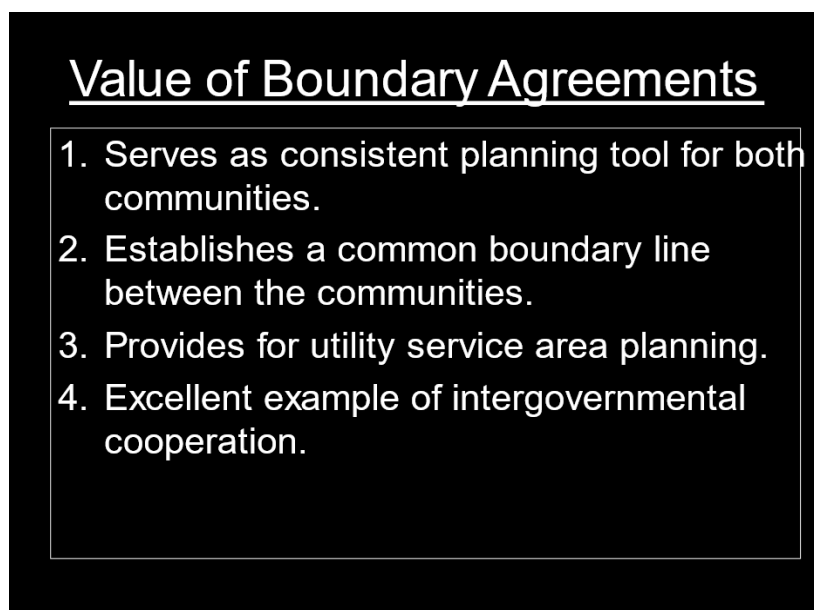 Value of Boundary Agreements
1. Serves as consistent planning tool for both
communities.
2. Establishes a common boundary line
between the communities.
3. Provides for utility service area planning.
4. Excellent example of intergovernmental
cooperation.